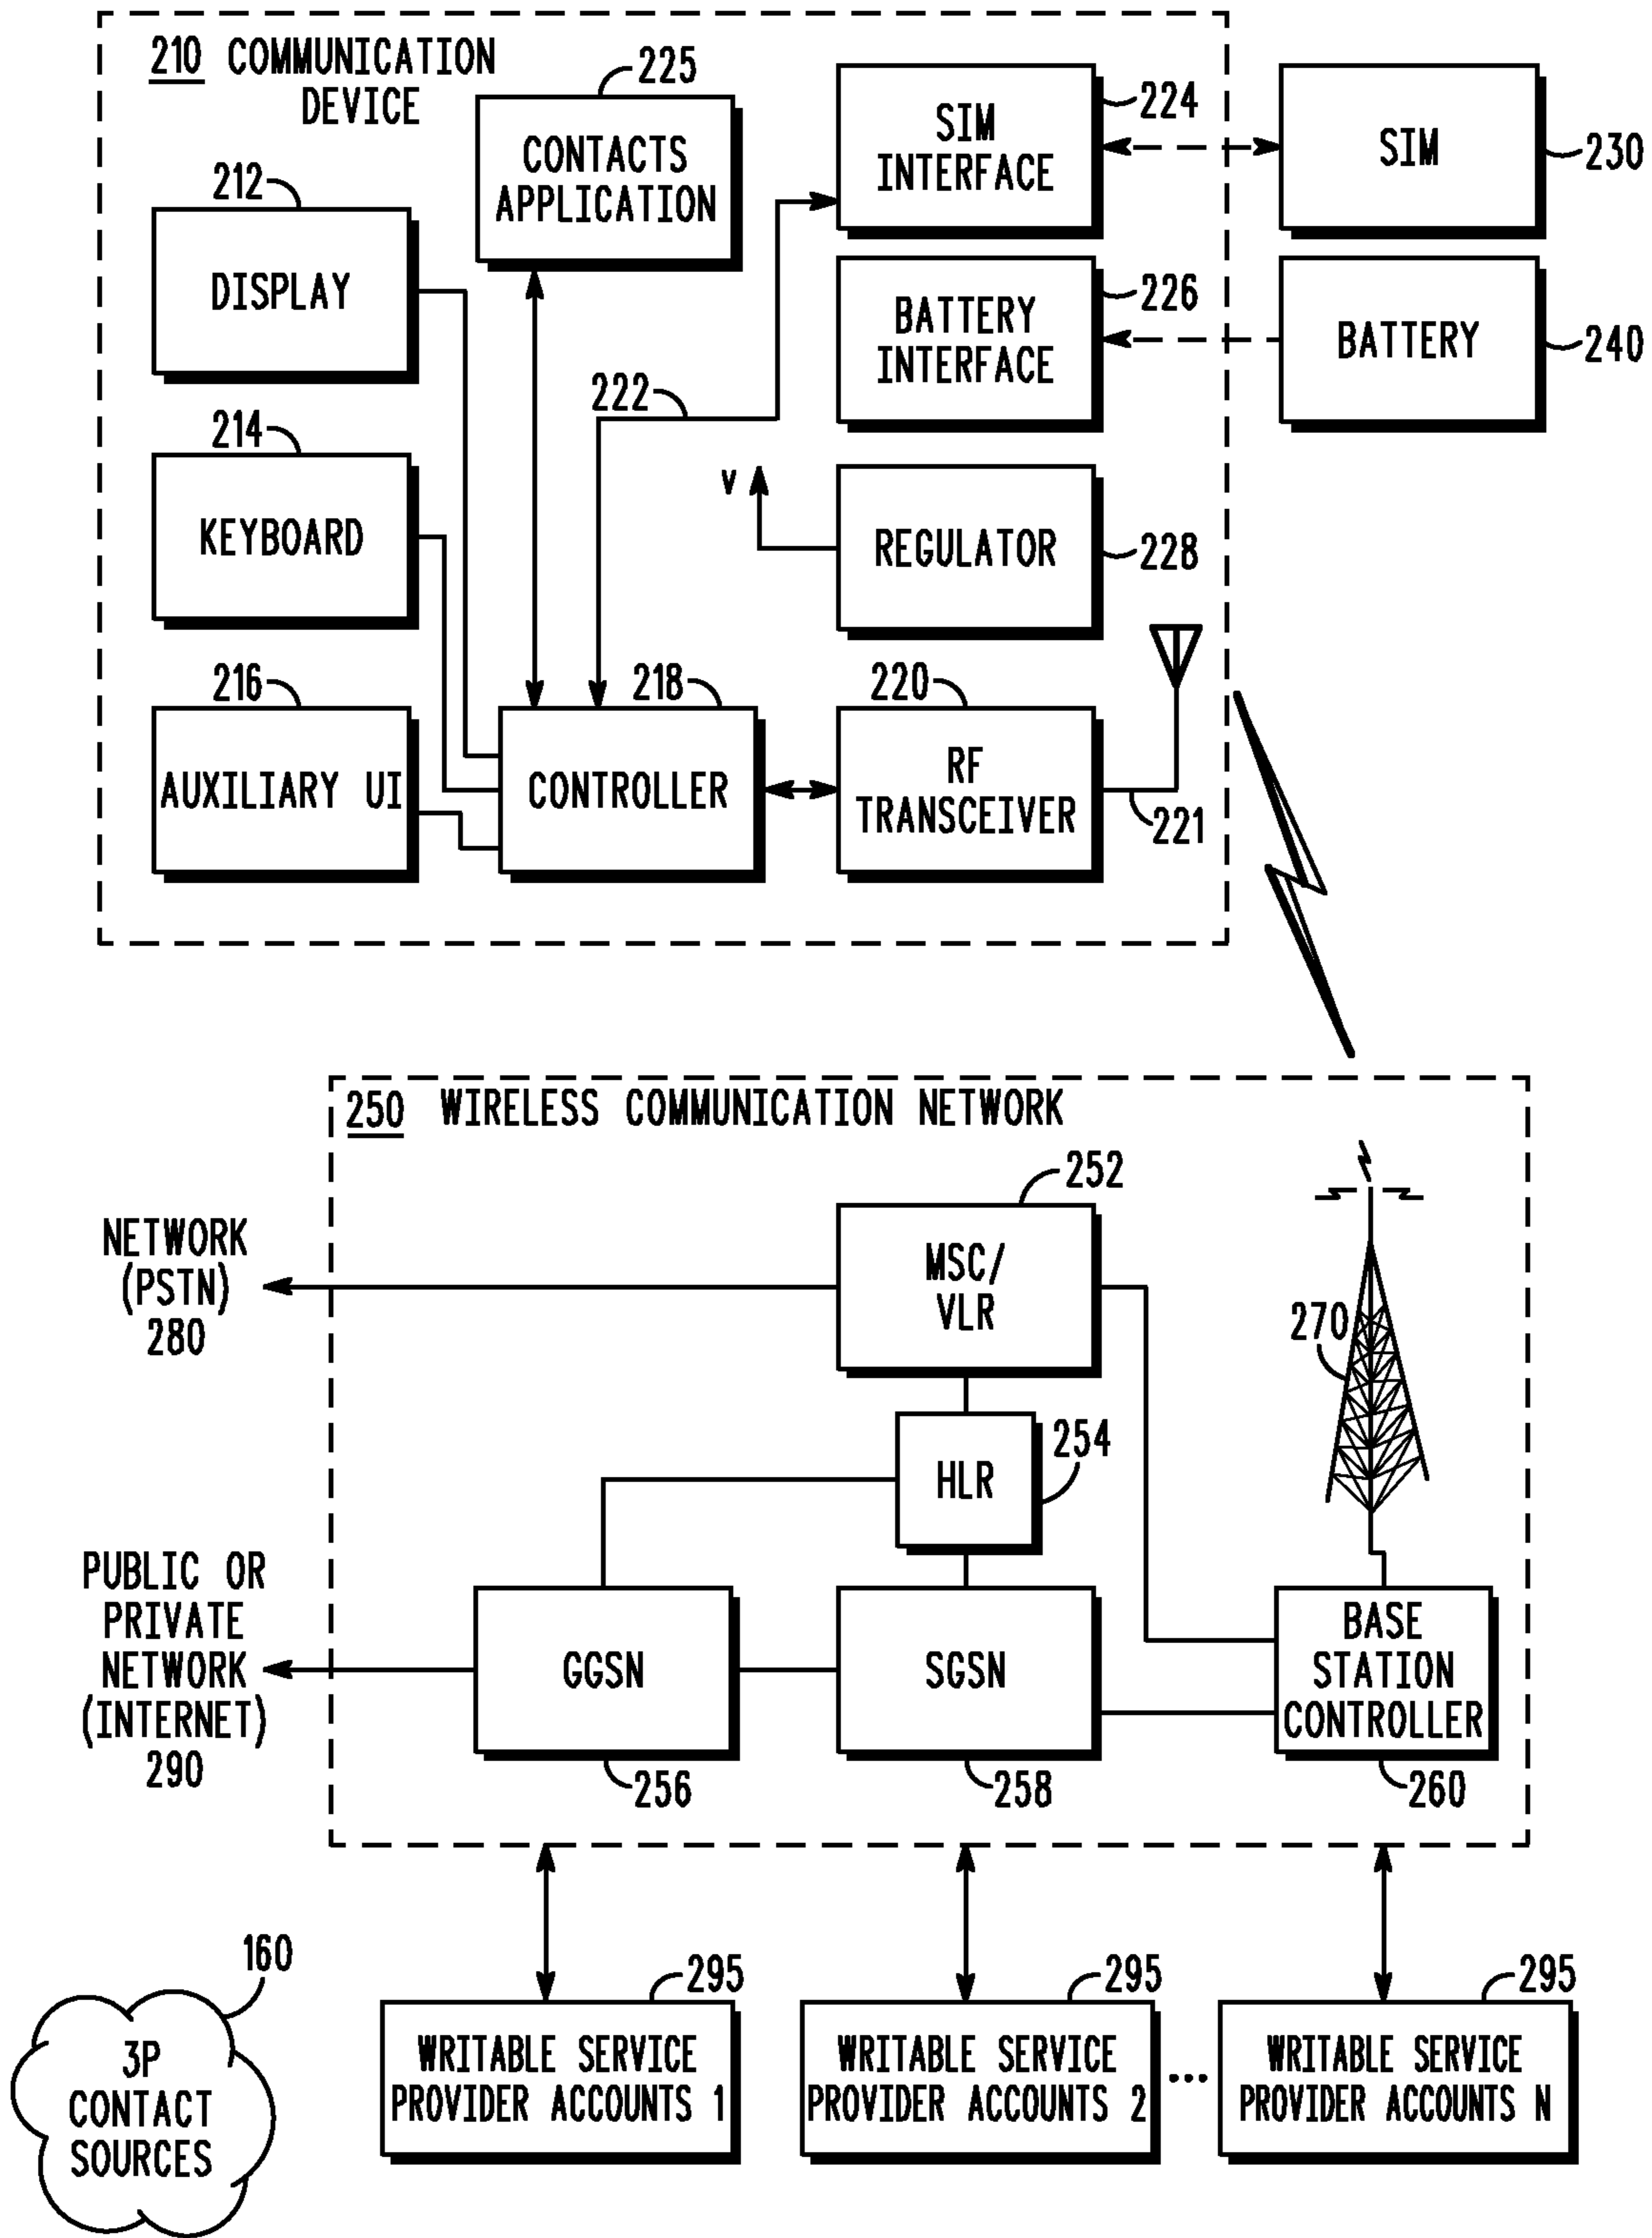 210 COMMUNICATION
DEVICE
225
CONTACTS
APPLICATION
SIM
INTERFACE
224
SIM
230
212
DISPLAY
BATTERY
INTERFACE
226
BATTERY
240
222
214
KEYBOARD
V
REGULATOR
228
216
AUXILIARY UI
218
CONTROLLER
220
RF
TRANSCEIVER
221
250 WIRELESS COMMUNICATION NETWORK
252
MSC/
VLR
NETWORK
(PSTN)
280
270
254
HLR
PUBLIC OR
PRIVATE
NETWORK
(INTERNET)
290
GGSN
256
SGSN
258
BASE
STATION
CONTROLLER
260
160
3P
CONTACT
SOURCES
295
WRITABLE SERVICE
PROVIDER ACCOUNTS 1
295
WRITABLE SERVICE
PROVIDER ACCOUNTS 2
...
295
WRITABLE SERVICE
PROVIDER ACCOUNTS N